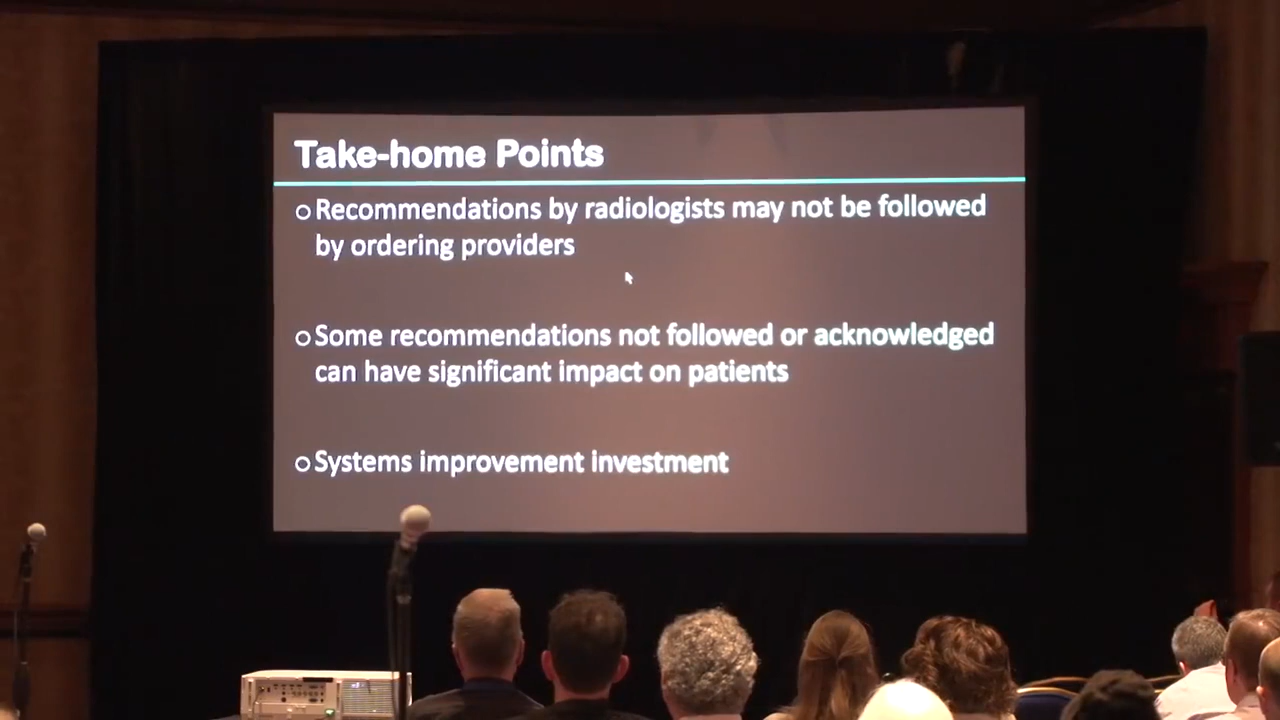 Take-home Points
○ Recommendations by radiologists may not be followed
by ordering providers
○ Some recommendations not followed or acknowledged
can have significant impact on patients
○ Systems improvement investment